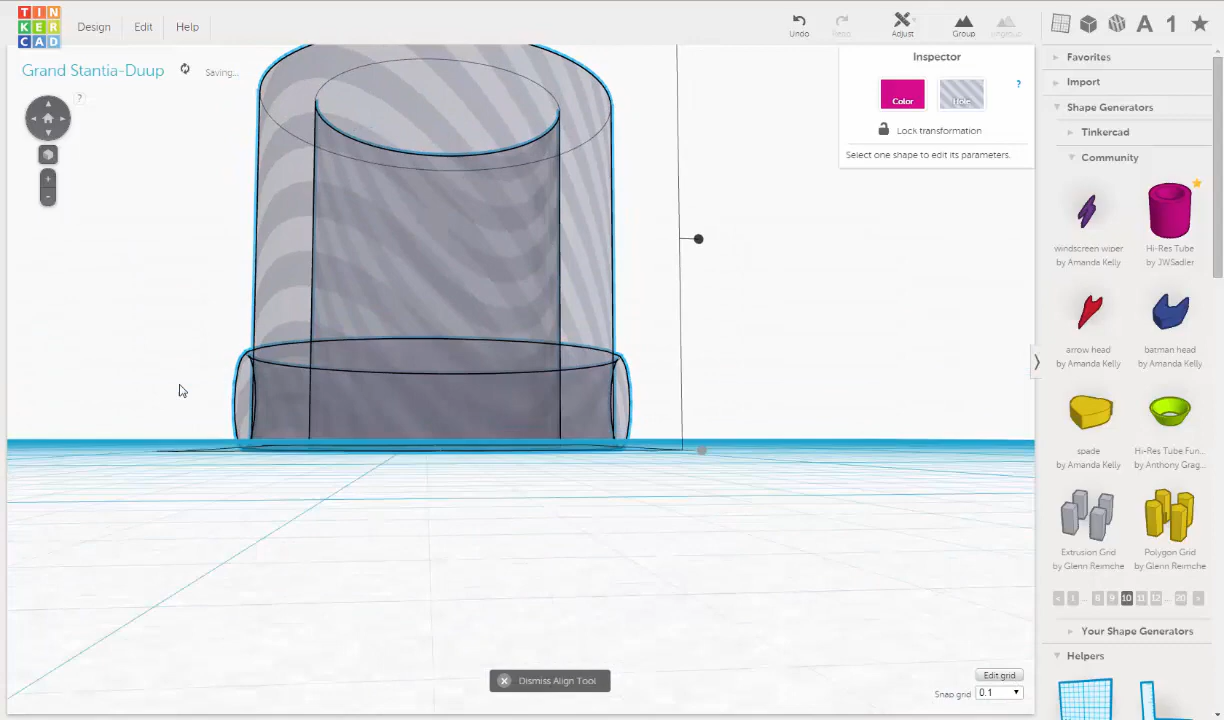 TIN
KER
CAD
Design
Edit
Help
Undo
Redo
Adjust
Group
Ungroup
A
1
Grand Stantia-Duup
Saving...
?
+
-
Inspector
Color
Hole
?
Lock transformation
Select one shape to edit its parameters.
Favorites
Import
Shape Generators
Tinkercad
Community
windscreen wiper
by Amanda Kelly
Hi-Res Tube
by JWSadler
arrow head
by Amanda Kelly
batman head
by Amanda Kelly
spade
by Amanda Kelly
Hi-Res Tube Fun...
by Anthony Grag...
Extrusion Grid
by Glenn Reimche
Polygon Grid
by Glenn Reimche
« 1 ... 8 9 10 11 12 ... 20 »
Your Shape Generators
Helpers
Dismiss Align Tool
Edit grid
Snap grid 0.1